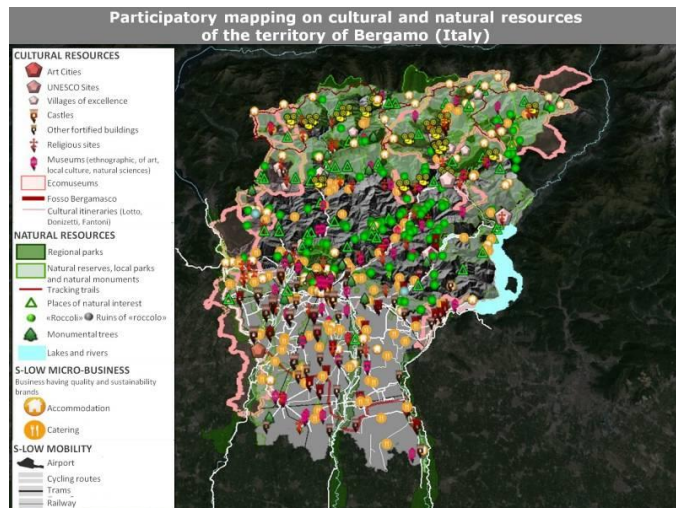 Participatory mapping on cultural and natural resources
of the territory of Bergamo (Italy)
CULTURAL RESOURCES
Art Cities
UNESCO Sites
Villages of excellence
Castles
Other fortified buildings
Religious sites
Museums (ethnographic, of art,
local culture, natural sciences)
Ecomuseums
Fosso Bergamasco
Cultural itineraries (Lotto,
Donizetti, Fantoni)
NATURAL RESOURCES
Regional parks
Natural reserves, local parks
and natural monuments
Tracking trails
Places of natural interest
«Roccoli» Ruins of «roccolo»
Monumental trees
Lakes and rivers
S-LOW MICRO-BUSINESS
Business having quality and sustainability
brands
Accommodation
Catering
S-LOW MOBILITY
Airport
Cycling routes
Trams
Railway